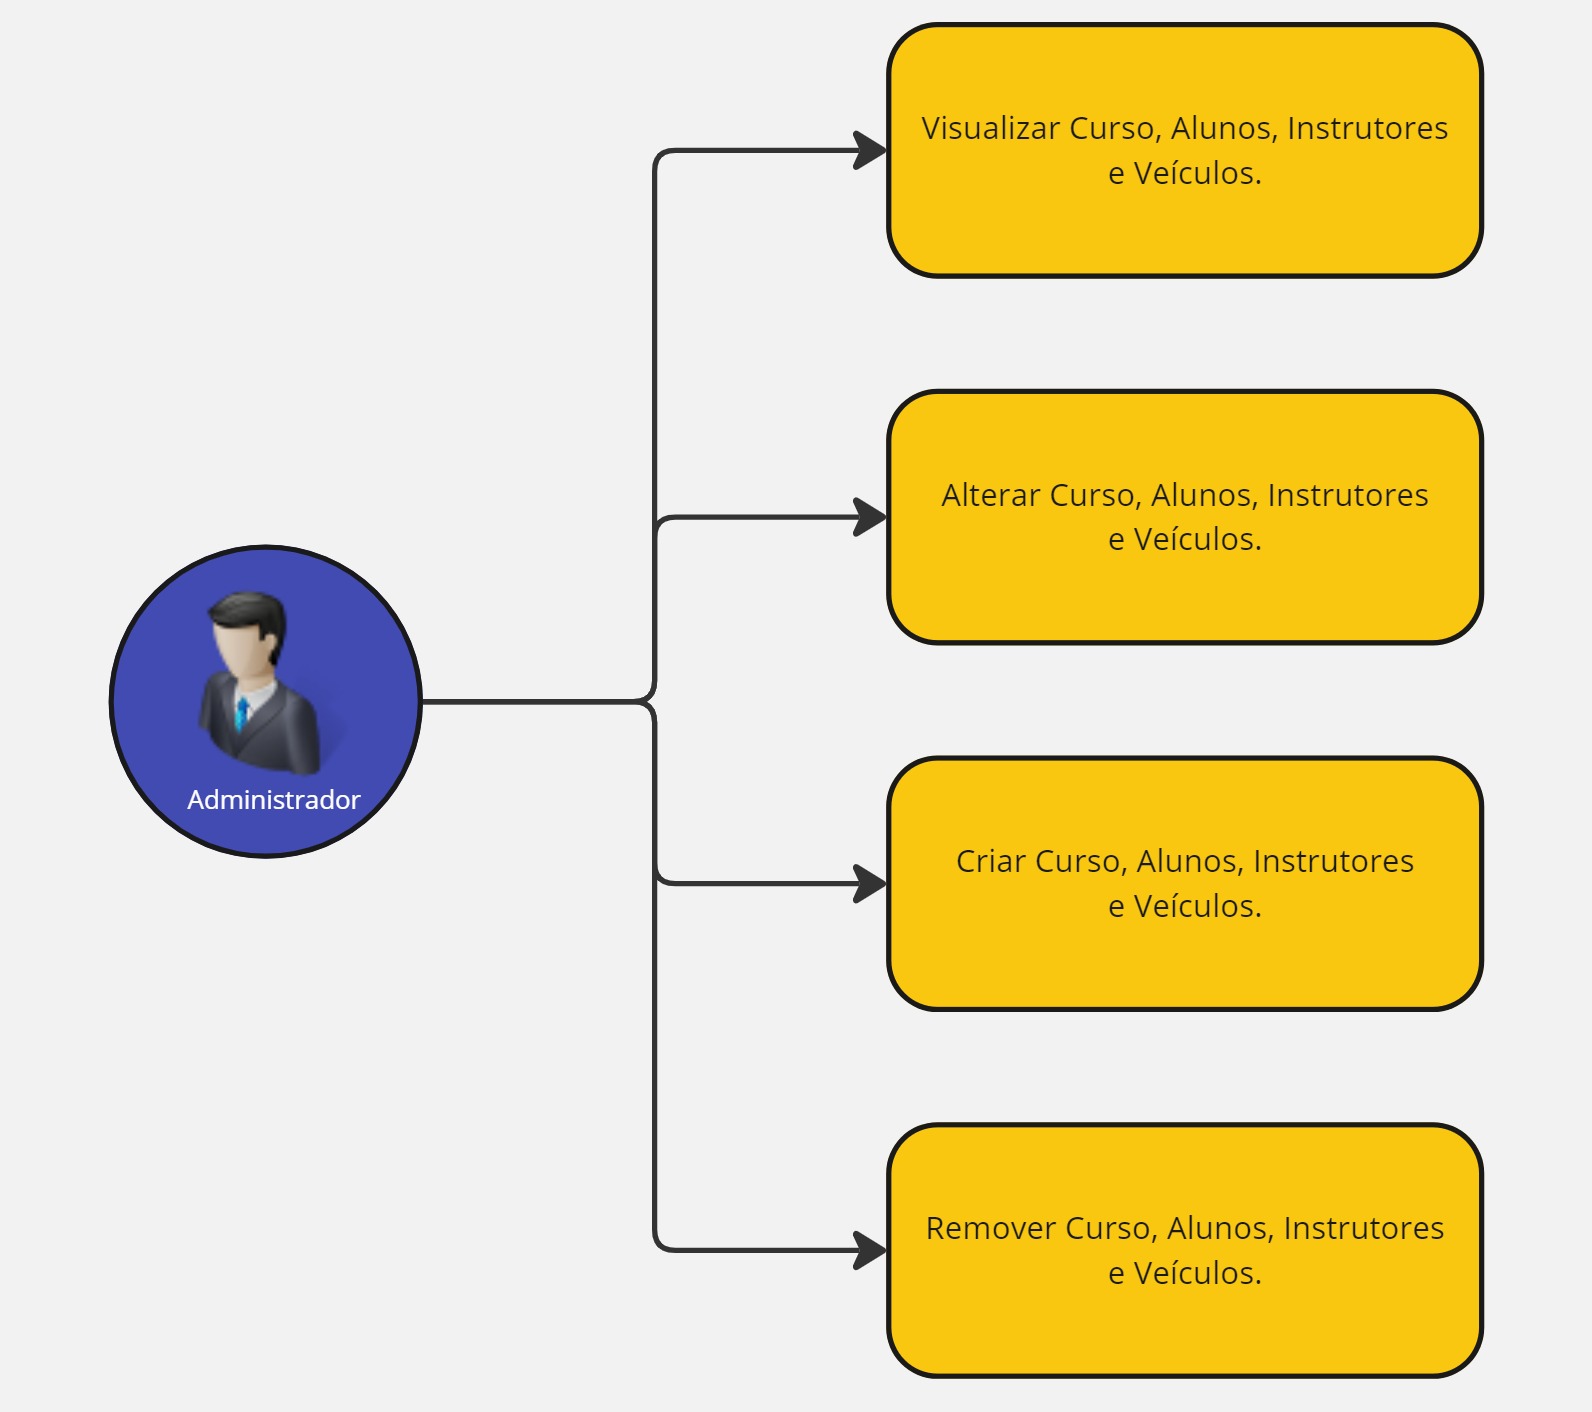 Visualizar Curso, Alunos, Instrutores
e Veículos.
Alterar Curso, Alunos, Instrutores
e Veículos.
Administrador
Criar Curso, Alunos, Instrutores
e Veículos.
Remover Curso, Alunos, Instrutores
e Veículos.